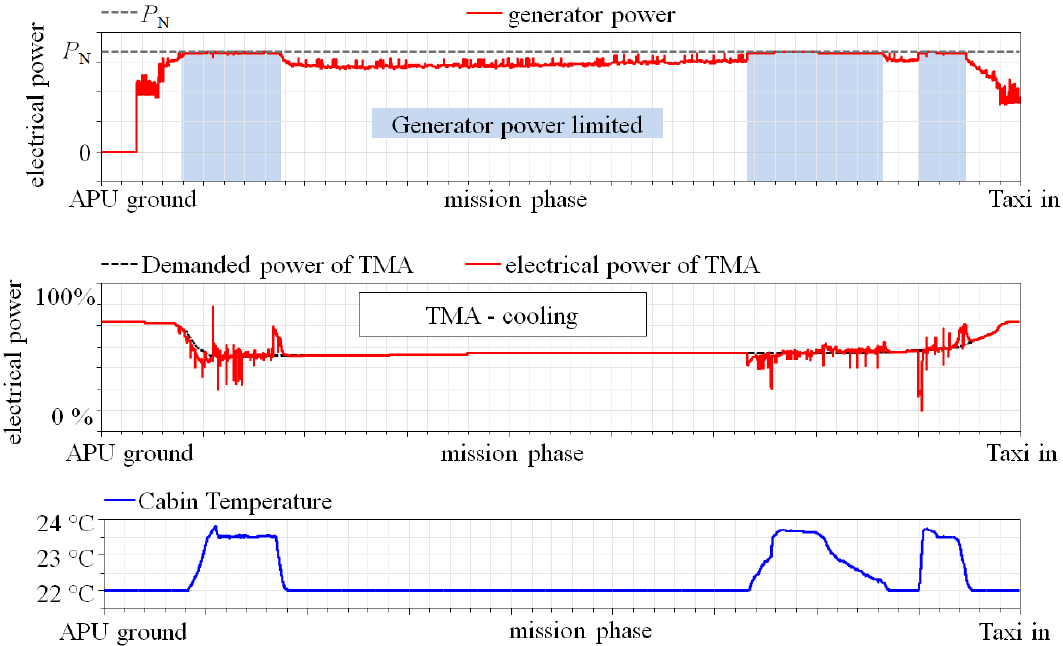 P_N generator power
P_N
electrical power
Generator power limited
0
APU ground mission phase Taxi in
Demanded power of TMA electrical power of TMA
100%
electrical power
TMA - cooling
0 %
APU ground mission phase Taxi in
Cabin Temperature
24 °C
23 °C
22 °C
APU ground mission phase Taxi in